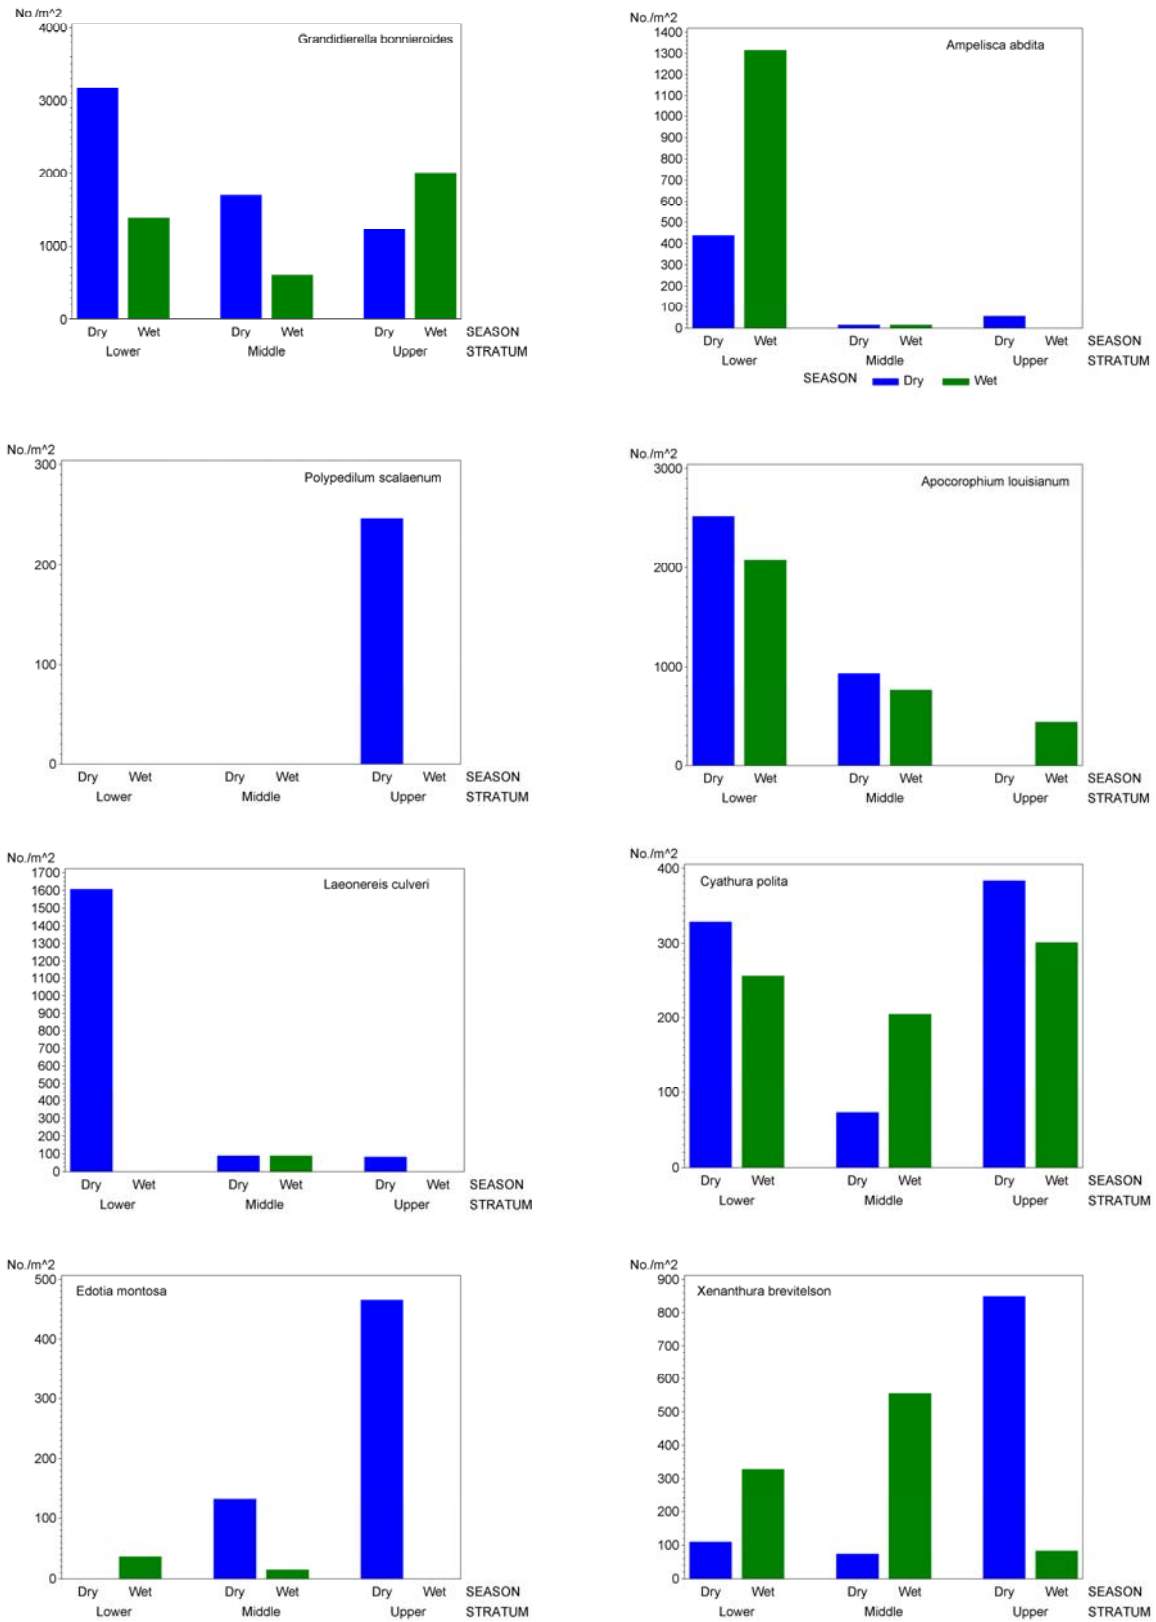 No./m^2
Grandidierella bonnieroides
4000
3000
2000
1000
0
Dry Wet Dry Wet Dry Wet SEASON
Lower Middle Upper STRATUM
No./m^2
Ampelisca abdita
1400
1300
1200
1100
1000
900
800
700
600
500
400
300
200
100
0
Dry Wet Dry Wet Dry Wet SEASON
Lower Middle Upper STRATUM
SEASON Dry Wet
No./m^2
Polypedilum scalaenum
300
200
100
0
Dry Wet Dry Wet Dry Wet SEASON
Lower Middle Upper STRATUM
No./m^2
Apocorophium louisianum
3000
2000
1000
0
Dry Wet Dry Wet Dry Wet SEASON
Lower Middle Upper STRATUM
No./m^2
Laeonereis culveri
1700
1600
1500
1400
1300
1200
1100
1000
900
800
700
600
500
400
300
200
100
0
Dry Wet Dry Wet Dry Wet SEASON
Lower Middle Upper STRATUM
No./m^2
Cyathura polita
400
300
200
100
0
Dry Wet Dry Wet Dry Wet SEASON
Lower Middle Upper STRATUM
No./m^2
Edotia montosa
500
400
300
200
100
0
Dry Wet Dry Wet Dry Wet SEASON
Lower Middle Upper STRATUM
No./m^2
Xenanthura brevitelson
900
800
700
600
500
400
300
200
100
0
Dry Wet Dry Wet Dry Wet SEASON
Lower Middle Upper STRATUM